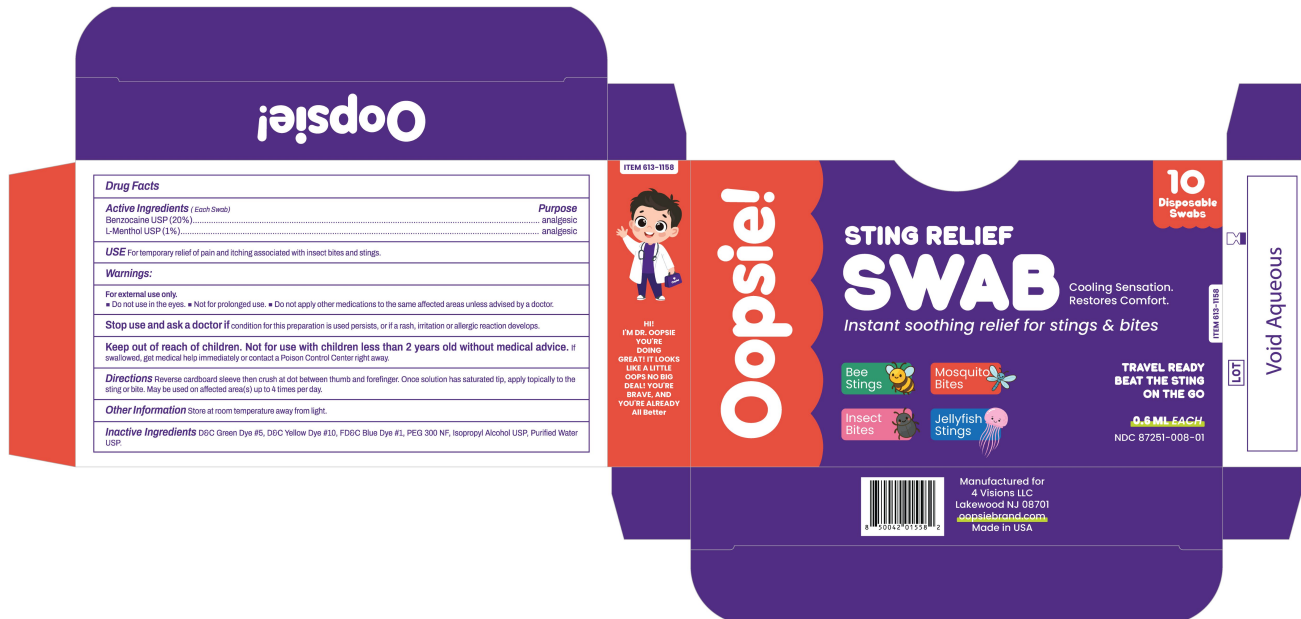 Oopsie!
Drug Facts
Active Ingredients ( Each Swab) Purpose
Benzocaine USP (20%)............ analgesic
L-Menthol USP (1%)............ analgesic
USE For temporary relief of pain and itching associated with insect bites and stings.
Warnings:
For external use only.
■ Do not use in the eyes. ■ Not for prolonged use. ■ Do not apply other medications to the same affected areas unless advised by a doctor.
Stop use and ask a doctor if condition for this preparation is used persists, or if a rash, irritation or allergic reaction develops.
Keep out of reach of children. Not for use with children less than 2 years old without medical advice. If
swallowed, get medical help immediately or contact a Poison Control Center right away.
Directions Reverse cardboard sleeve then crush at dot between thumb and forefinger. Once solution has saturated tip, apply topically to the
sting or bite. May be used on affected area(s) up to 4 times per day.
Other Information Store at room temperature away from light.
Inactive Ingredients D&C Green Dye #5, D&C Yellow Dye #10, FD&C Blue Dye #1, PEG 300 NF, Isopropyl Alcohol USP, Purified Water
USP.
ITEM 613-1158
HI!
I'M DR. OOPSIE
YOU'RE
DOING
GREAT! IT LOOKS
LIKE A LITTLE
OOPS NO BIG
DEAL! YOU'RE
BRAVE, AND
YOU'RE ALREADY
All Better
Oopsie!
10
Disposable
Swabs
STING RELIEF
SWAB
Cooling Sensation.
Restores Comfort.
Instant soothing relief for stings & bites
Bee
Stings
Mosquito
Bites
Insect
Bites
Jellyfish
Stings
TRAVEL READY
BEAT THE STING
ON THE GO
0.6 ML EACH
NDC 87251-008-01
ITEM 613-1158
LOT
Void Aqueous
8 50042 01558 2
Manufactured for
4 Visions LLC
Lakewood NJ 08701
oopsiebrand.com
Made in USA